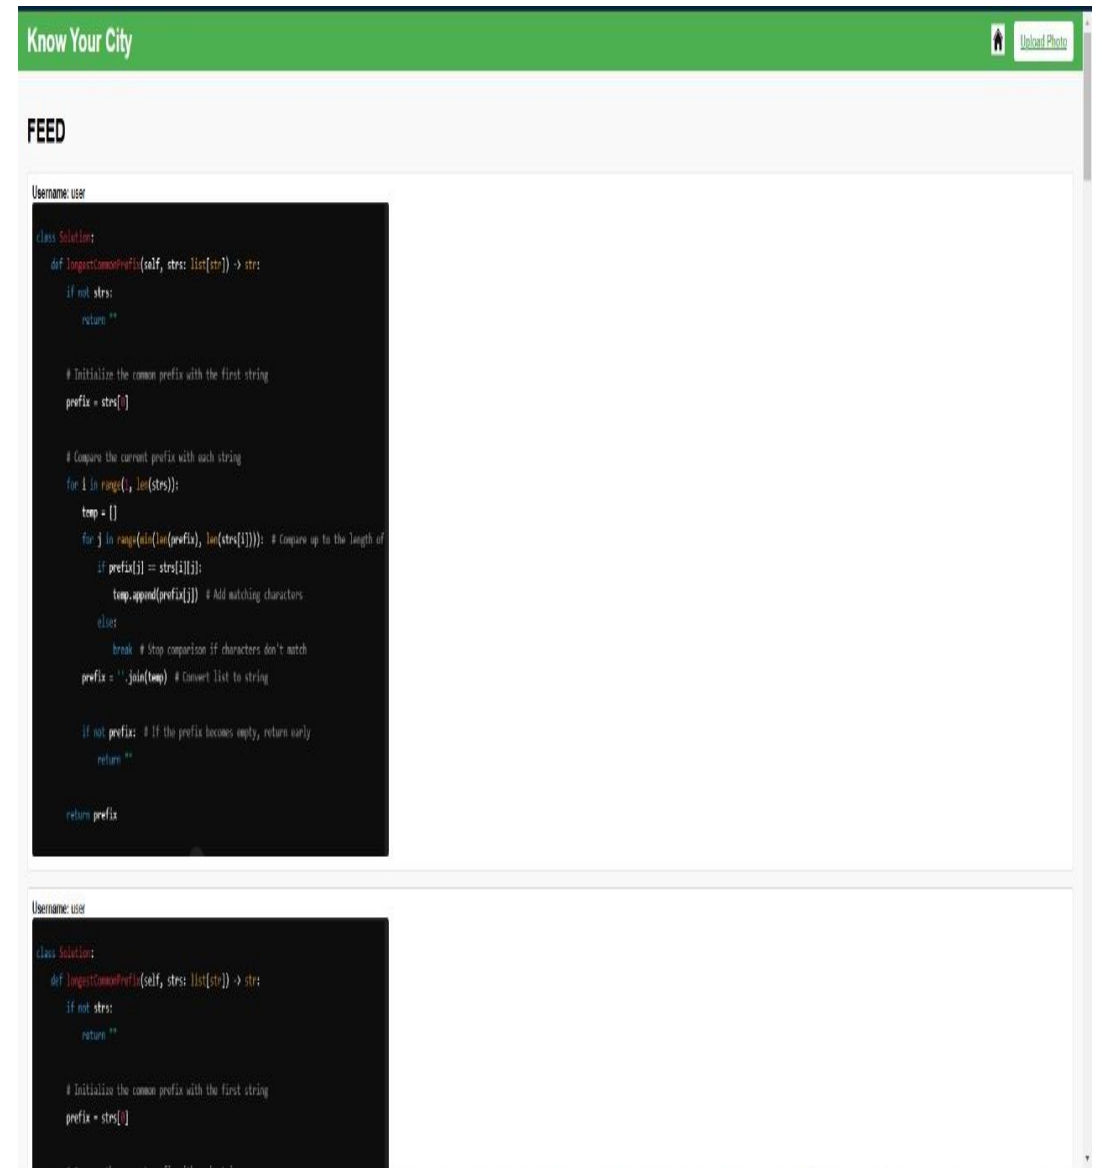 Know Your City
Upload Photo
FEED
Username: user
class Solution:
def longestCommonPrefix(self, strs: list[str]) -> str:
if not strs:
return ""
# Initialize the common prefix with the first string
prefix = strs[0]
# Compare the current prefix with each string
for i in range(1, len(strs)):
temp = []
for j in range(min(len(prefix), len(strs[i]))): # Compare up to the length of
if prefix[j] == strs[i][j]:
temp.append(prefix[j]) # Add matching characters
else:
break # Stop comparison if characters don't match
prefix = ''.join(temp) # Convert list to string
if not prefix: # If the prefix becomes empty, return early
return ""
return prefix
Username: user
class Solution:
def longestCommonPrefix(self, strs: list[str]) -> str:
if not strs:
return ""
# Initialize the common prefix with the first string
prefix = strs[0]